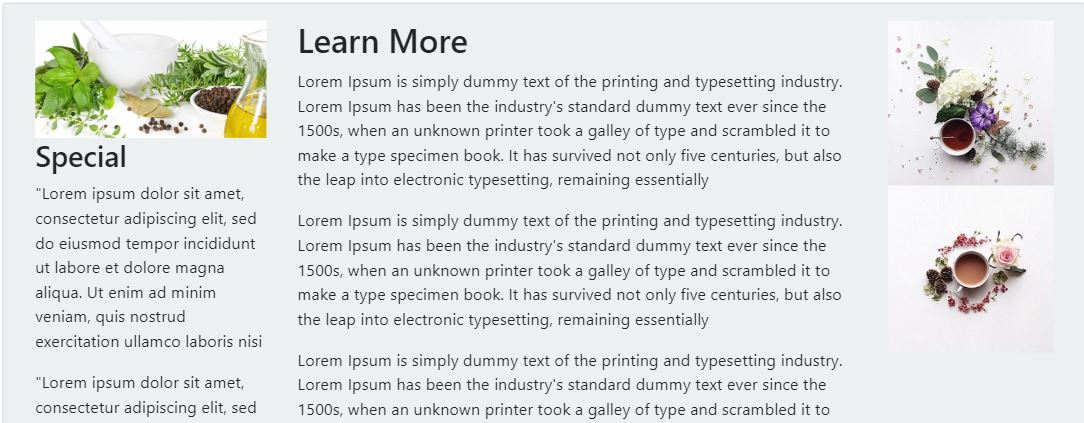 Special
"Lorem ipsum dolor sit amet,
consectetur adipiscing elit, sed
do eiusmod tempor incididunt
ut labore et dolore magna
aliqua. Ut enim ad minim
veniam, quis nostrud
exercitation ullamco laboris nisi
"Lorem ipsum dolor sit amet,
consectetur adipiscing elit, sed
Learn More
Lorem Ipsum is simply dummy text of the printing and typesetting industry.
Lorem Ipsum has been the industry's standard dummy text ever since the
1500s, when an unknown printer took a galley of type and scrambled it to
make a type specimen book. It has survived not only five centuries, but also
the leap into electronic typesetting, remaining essentially
Lorem Ipsum is simply dummy text of the printing and typesetting industry.
Lorem Ipsum has been the industry's standard dummy text ever since the
1500s, when an unknown printer took a galley of type and scrambled it to
make a type specimen book. It has survived not only five centuries, but also
the leap into electronic typesetting, remaining essentially
Lorem Ipsum is simply dummy text of the printing and typesetting industry.
Lorem Ipsum has been the industry's standard dummy text ever since the
1500s, when an unknown printer took a galley of type and scrambled it to